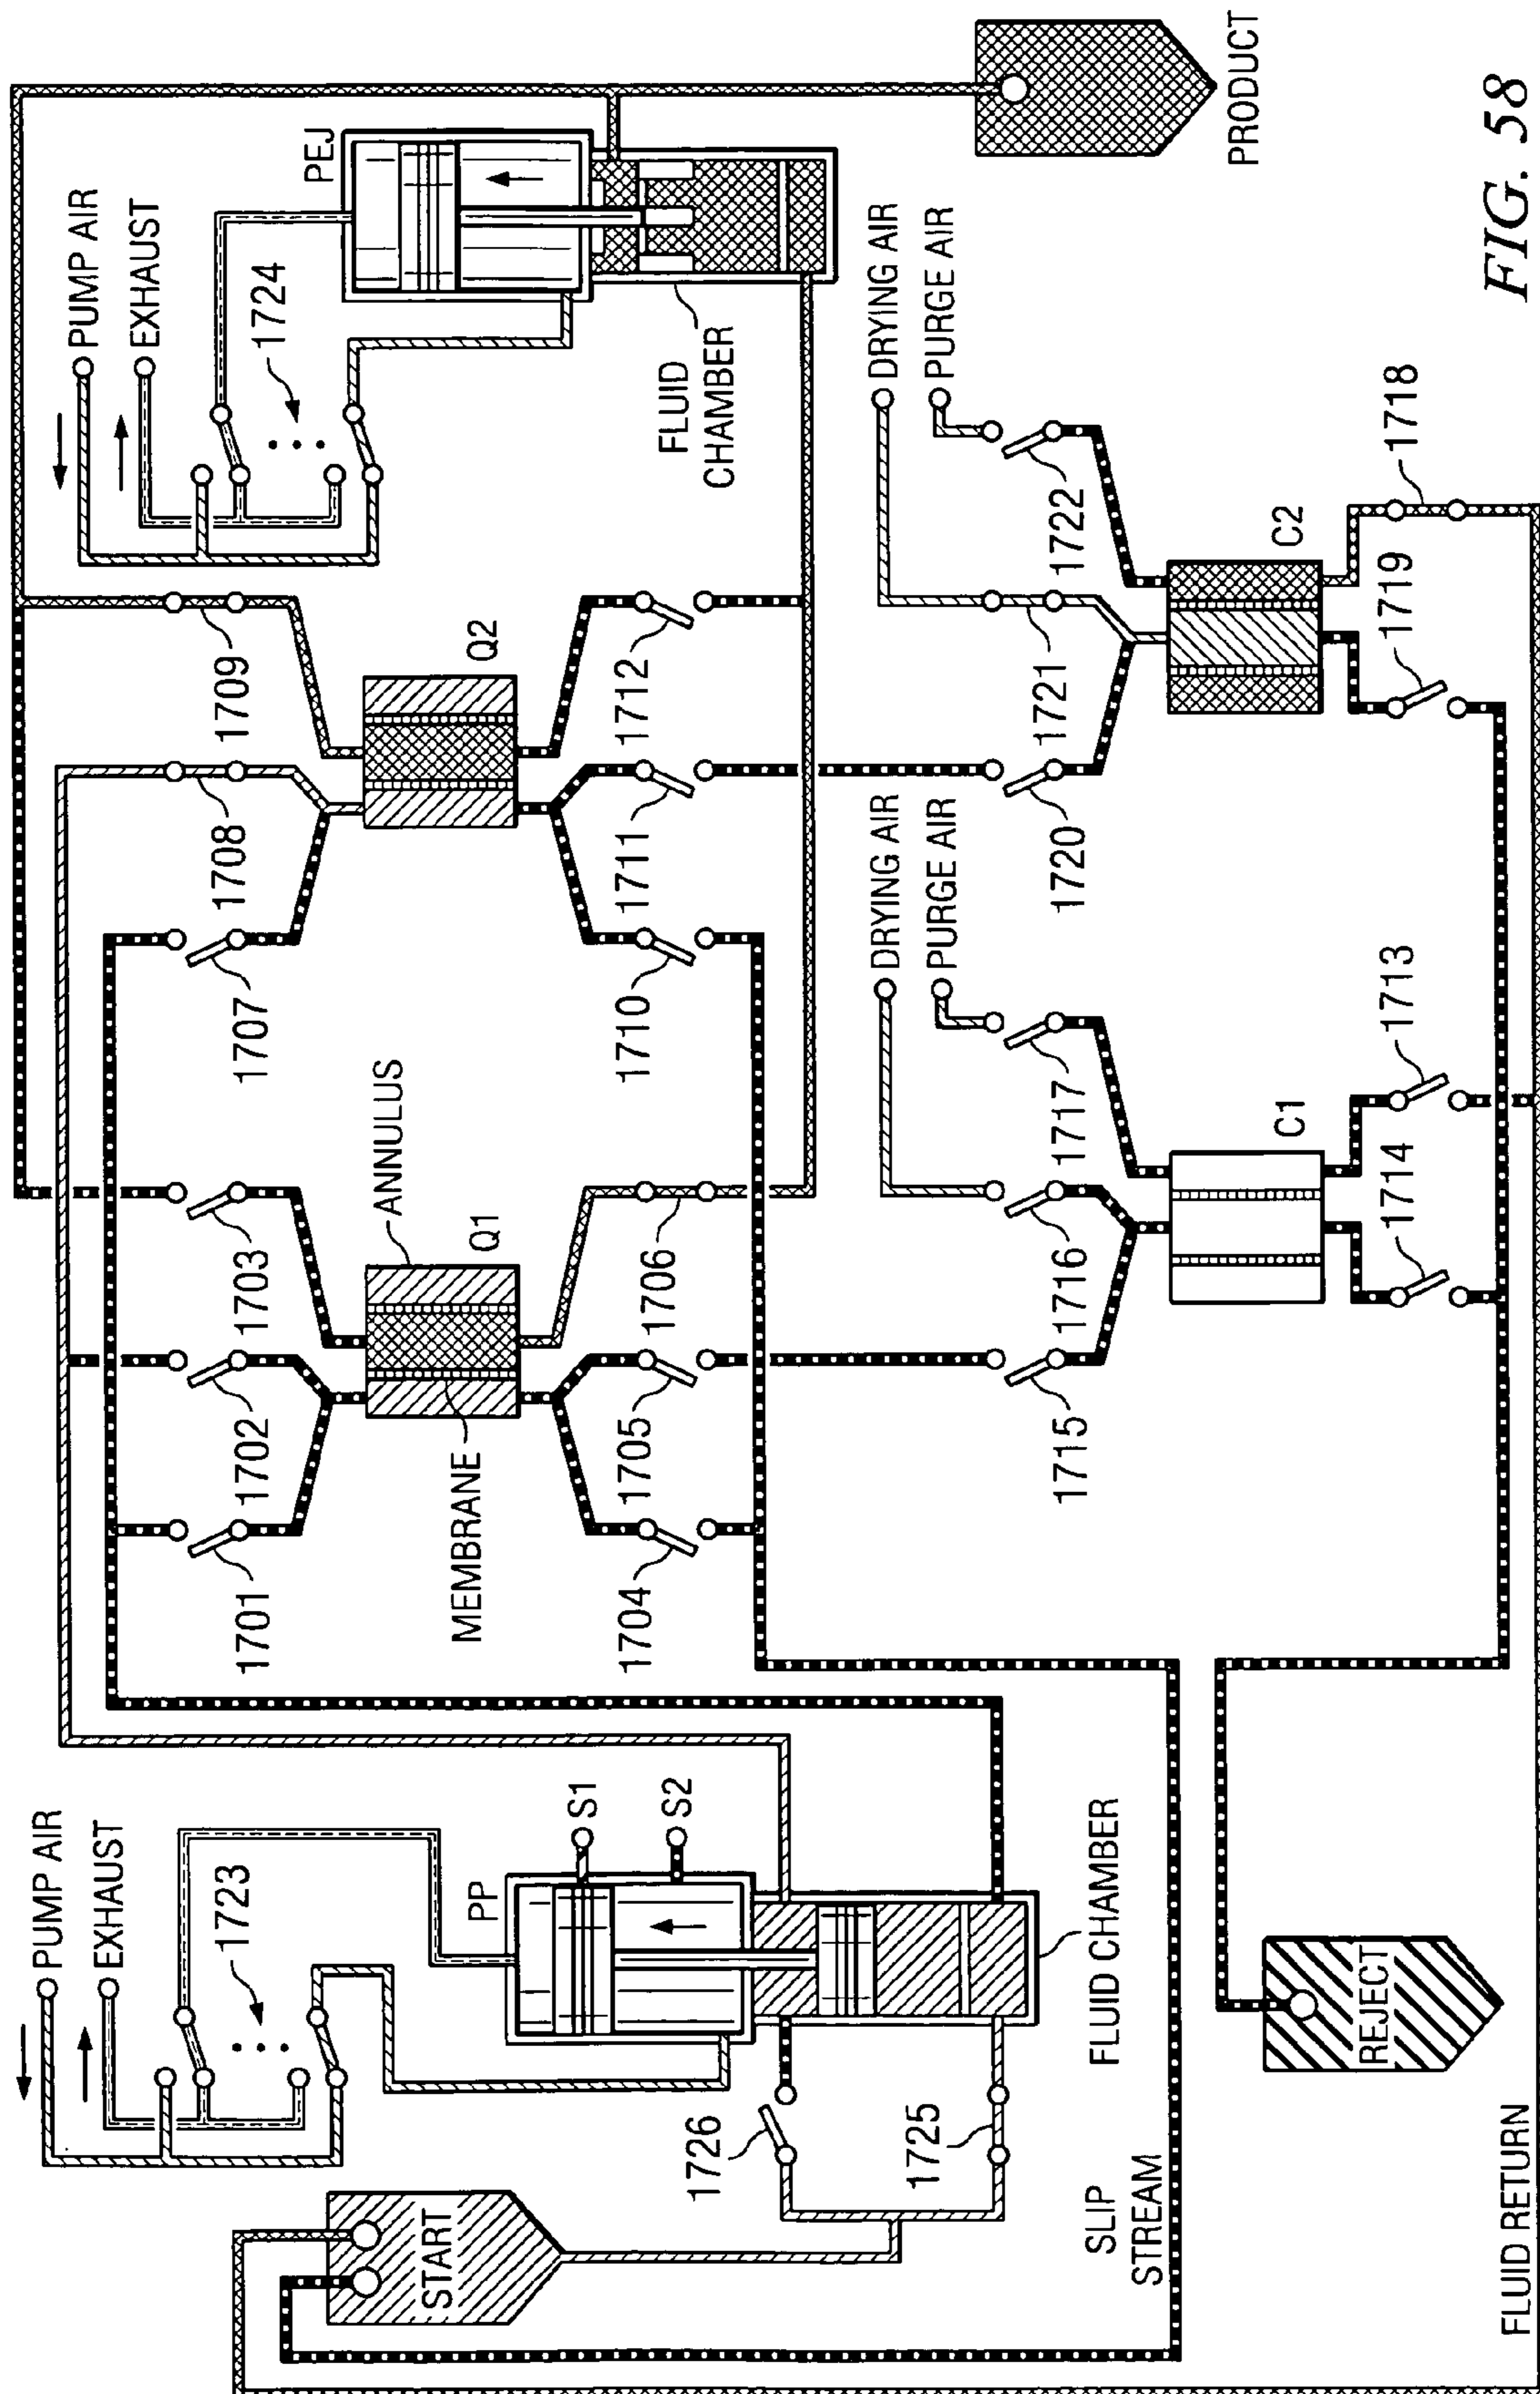 PUMP AIR
EXHAUST
1723
PP
S1
S2
START
1726
1725
FLUID CHAMBER
SLIP
STREAM
REJECT
FLUID RETURN
1701
1702
1703
MEMBRANE
ANNULUS
Q1
1704
1705
1706
1707
1708
1709
Q2
1710
1711
1712
PUMP AIR
EXHAUST
1724
PEJ
FLUID
CHAMBER
DRYING AIR
PURGE AIR
1715
1716
1717
C1
1714
1713
DRYING AIR
PURGE AIR
1720
1721
1722
C2
1719
1718
PRODUCT
FIG. 58